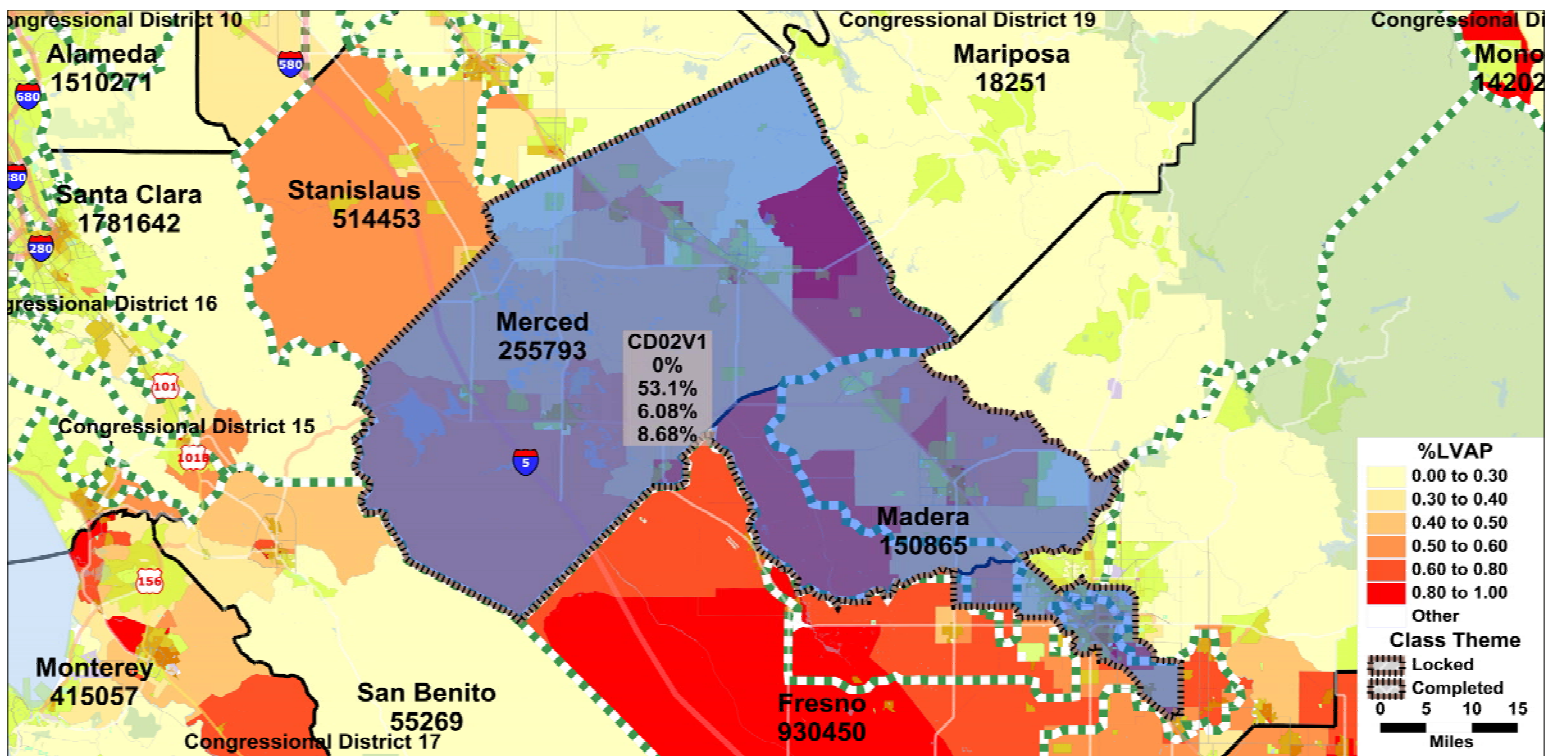 ongressional District 10
Congressional District 19
Congressional Di
Alameda
1510271
580
Mariposa
18251
Mono
14202
680
880
Santa Clara
1781642
Stanislaus
514453
280
gressional District 16
Merced
255793
CD02V1
0%
53.1%
6.08%
8.68%
101
Congressional District 15
101B
5
%LVAP
0.00 to 0.30
0.30 to 0.40
0.40 to 0.50
0.50 to 0.60
0.60 to 0.80
0.80 to 1.00
Other
Class Theme
Locked
Completed
0 5 10 15
Miles
Madera
150865
156
Monterey
415057
San Benito
55269
Fresno
930450
Congressional District 17